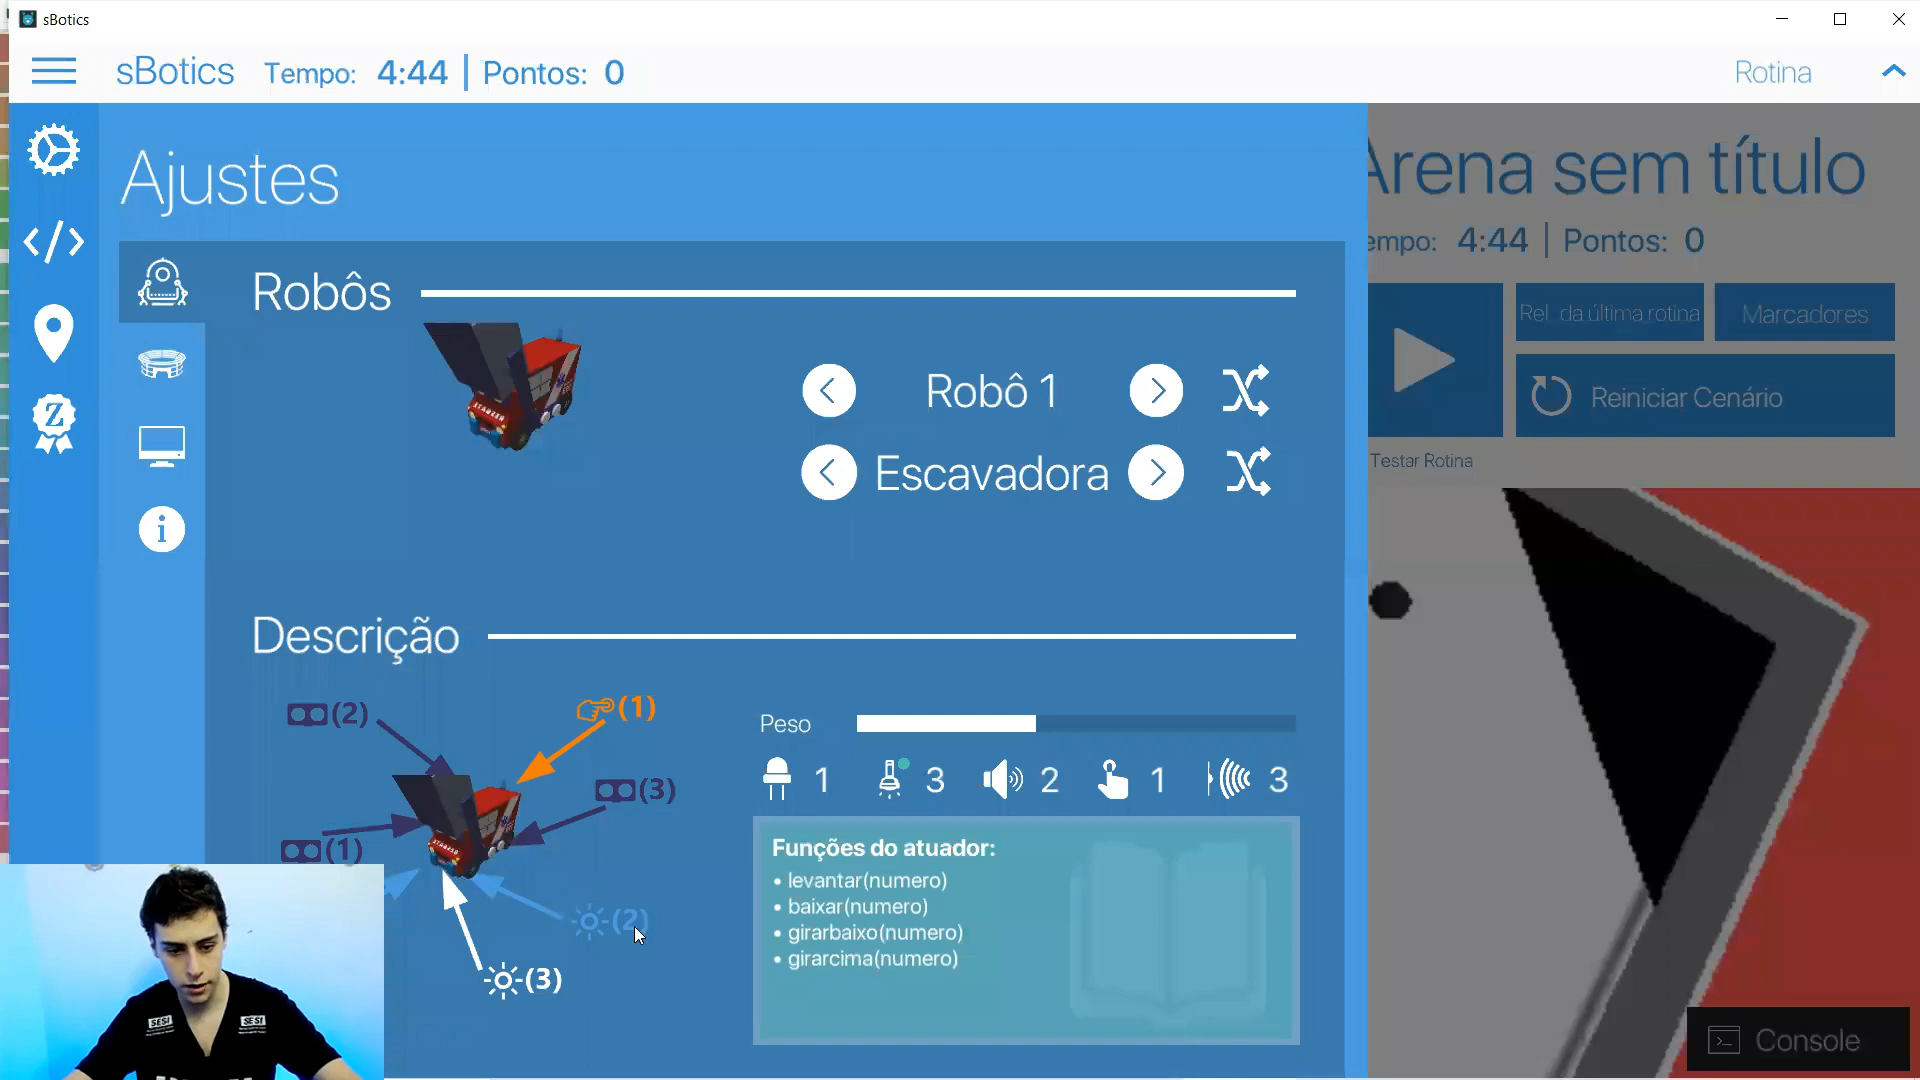 sBotics
sBotics Tempo: 4:44 | Pontos: 0
Rotina
Ajustes
Robôs
Robô 1
Escavadora
Descrição
(2)
(1)
(3)
(1)
(2)
(3)
Peso
1 3 2 1 3
Funções do atuador:
• levantar(numero)
• baixar(numero)
• girarbaixo(numero)
• girarcima(numero)
Arena sem título
empo: 4:44 | Pontos: 0
Rel. da última rotina
Marcadores
Reiniciar Cenário
Testar Rotina
Console
SESI
SESI
Z